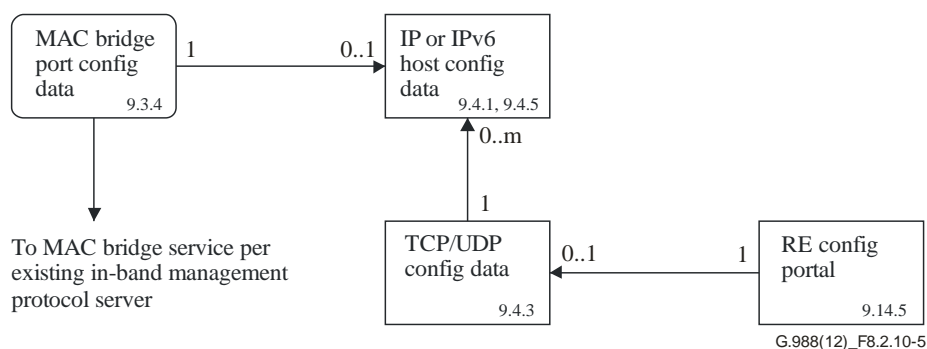 MAC bridge
port config
data
9.3.4
1
0..1
IP or IPv6
host config
data
9.4.1, 9.4.5
0..m
1
To MAC bridge service per
existing in-band management
protocol server
TCP/UDP
config data
9.4.3
0..1
1
RE config
portal
9.14.5
G.988(12)_F8.2.10-5